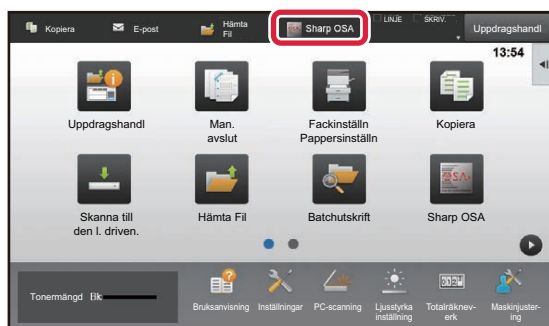 Kopiera
E-post
Hämta
Fil
Sharp OSA
LINJE
SKRIV.
Uppdragshandl
13:54
Uppdragshandl
Man.
avslut
Fackinställn
Pappersinställn
Kopiera
Skanna till
den l. driven.
Hämta Fil
Batchutskrift
Sharp OSA
Tonermängd Bk
Bruksanvisning
Inställningar
PC-scanning
Ljusstyrka
inställning
Totalräknev-
erk
Maskinjuster-
ing